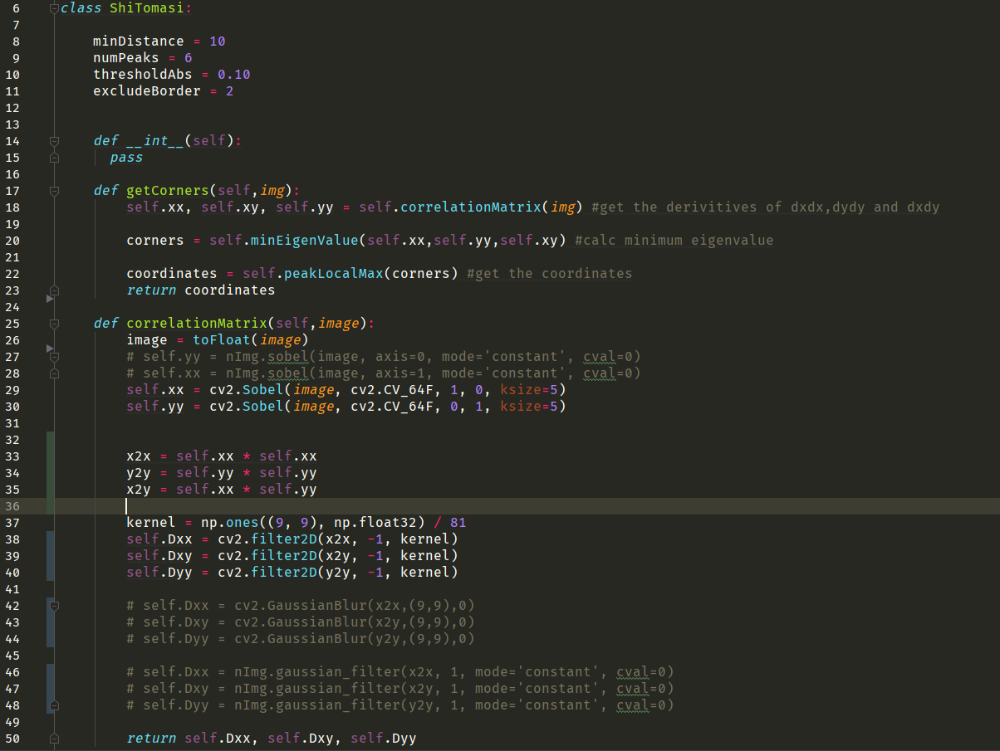 6 class ShiTomasi:
7
8     minDistance = 10
9     numPeaks = 6
10     thresholdAbs = 0.10
11     excludeBorder = 2
12
13
14     def __int__(self):
15       pass
16
17     def getCorners(self,img):
18         self.xx, self.xy, self.yy = self.correlationMatrix(img) #get the derivitives of dxdx,dydy and dxdy
19
20         corners = self.minEigenValue(self.xx,self.yy,self.xy) #calc minimum eigenvalue
21
22         coordinates = self.peakLocalMax(corners) #get the coordinates
23         return coordinates
24
25     def correlationMatrix(self,image):
26         image = toFloat(image)
27         # self.yy = nImg.sobel(image, axis=0, mode='constant', cval=0)
28         # self.xx = nImg.sobel(image, axis=1, mode='constant', cval=0)
29         self.xx = cv2.Sobel(image, cv2.CV_64F, 1, 0, ksize=5)
30         self.yy = cv2.Sobel(image, cv2.CV_64F, 0, 1, ksize=5)
31
32
33         x2x = self.xx * self.xx
34         y2y = self.yy * self.yy
35         x2y = self.xx * self.yy
36
37         kernel = np.ones((9, 9), np.float32) / 81
38         self.Dxx = cv2.filter2D(x2x, -1, kernel)
39         self.Dxy = cv2.filter2D(x2y, -1, kernel)
40         self.Dyy = cv2.filter2D(y2y, -1, kernel)
41
42         # self.Dxx = cv2.GaussianBlur(x2x,(9,9),0)
43         # self.Dxy = cv2.GaussianBlur(x2y,(9,9),0)
44         # self.Dyy = cv2.GaussianBlur(y2y,(9,9),0)
45
46         # self.Dxx = nImg.gaussian_filter(x2x, 1, mode='constant', cval=0)
47         # self.Dxy = nImg.gaussian_filter(x2y, 1, mode='constant', cval=0)
48         # self.Dyy = nImg.gaussian_filter(y2y, 1, mode='constant', cval=0)
49
50         return self.Dxx, self.Dxy, self.Dyy